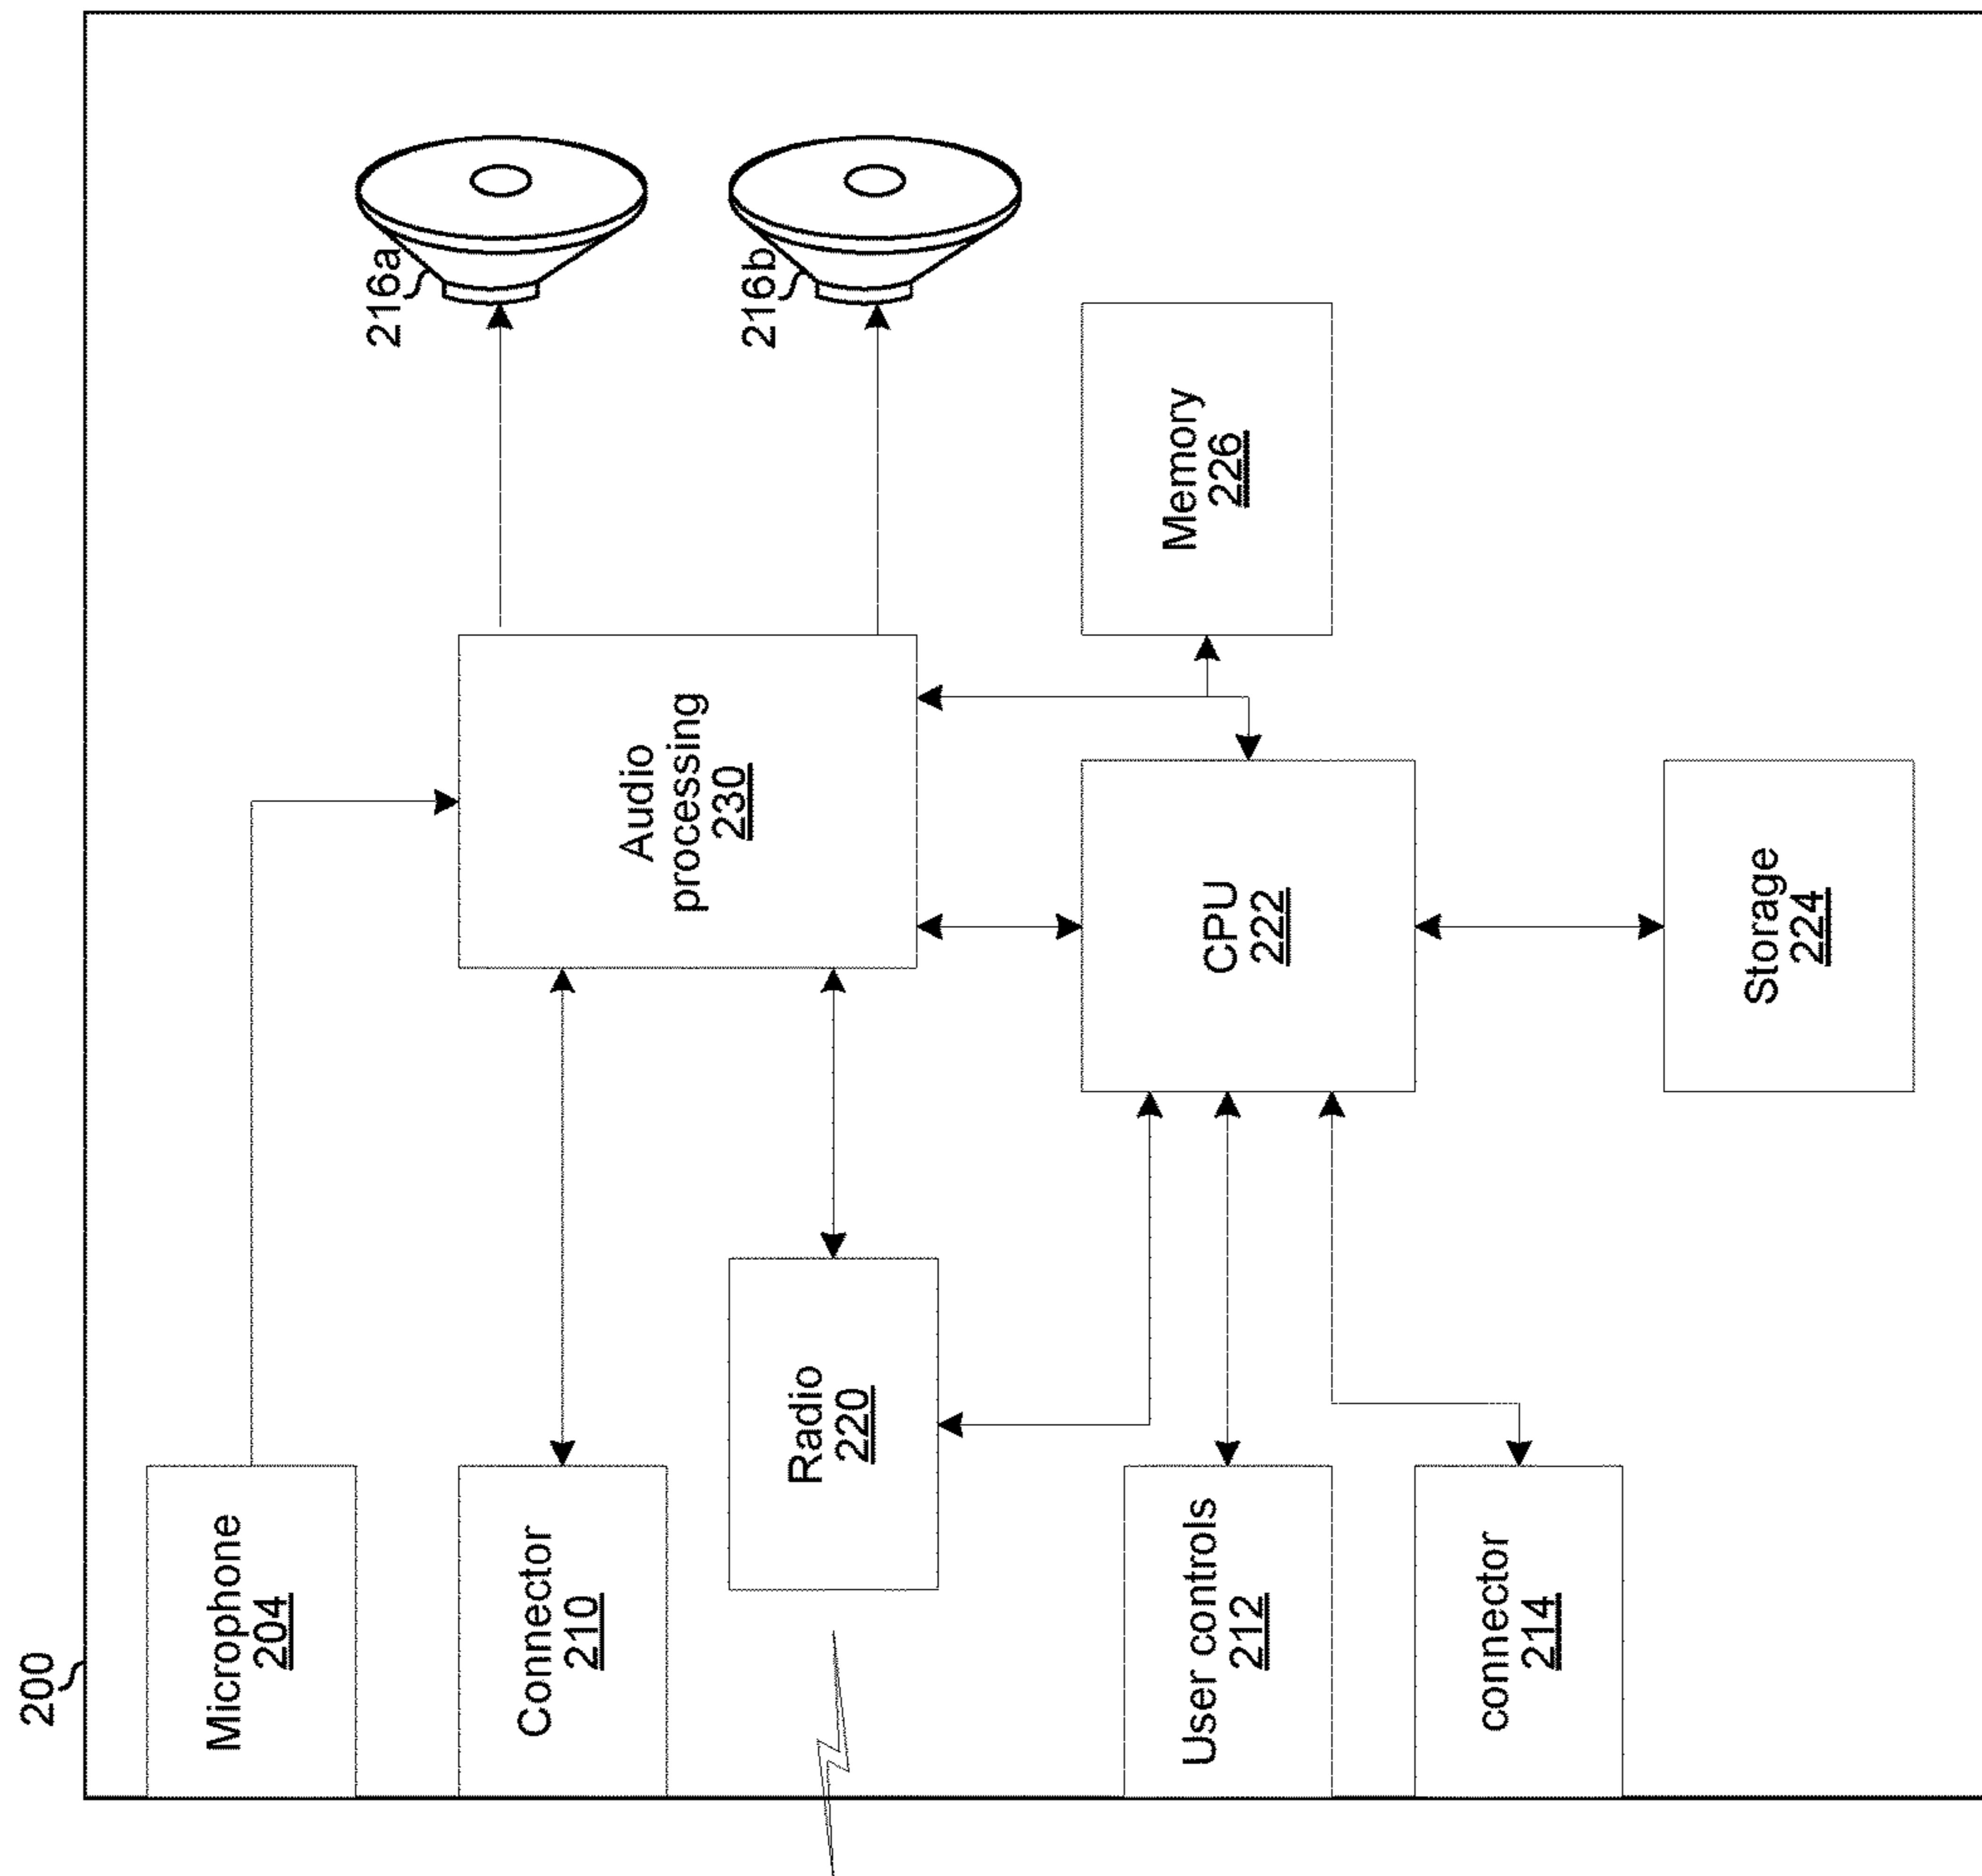 200
Microphone
204
Connector
210
Radio
220
User controls
212
connector
214
Audio
processing
230
CPU
222
Storage
224
Memory
226
216a
216b